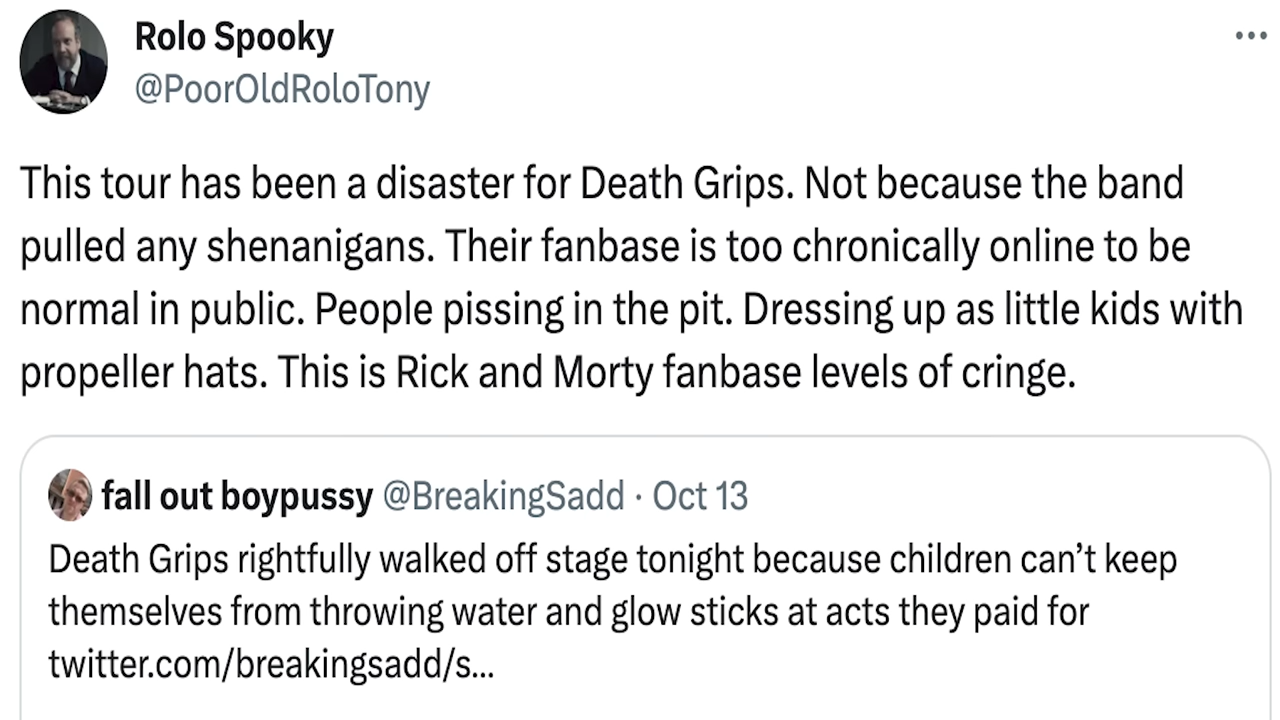 Rolo Spooky
@PoorOldRoloTony
This tour has been a disaster for Death Grips. Not because the band
pulled any shenanigans. Their fanbase is too chronically online to be
normal in public. People pissing in the pit. Dressing up as little kids with
propeller hats. This is Rick and Morty fanbase levels of cringe.
fall out boypussy @BreakingSadd · Oct 13
Death Grips rightfully walked off stage tonight because children can’t keep
themselves from throwing water and glow sticks at acts they paid for
twitter.com/breakingsadd/s...